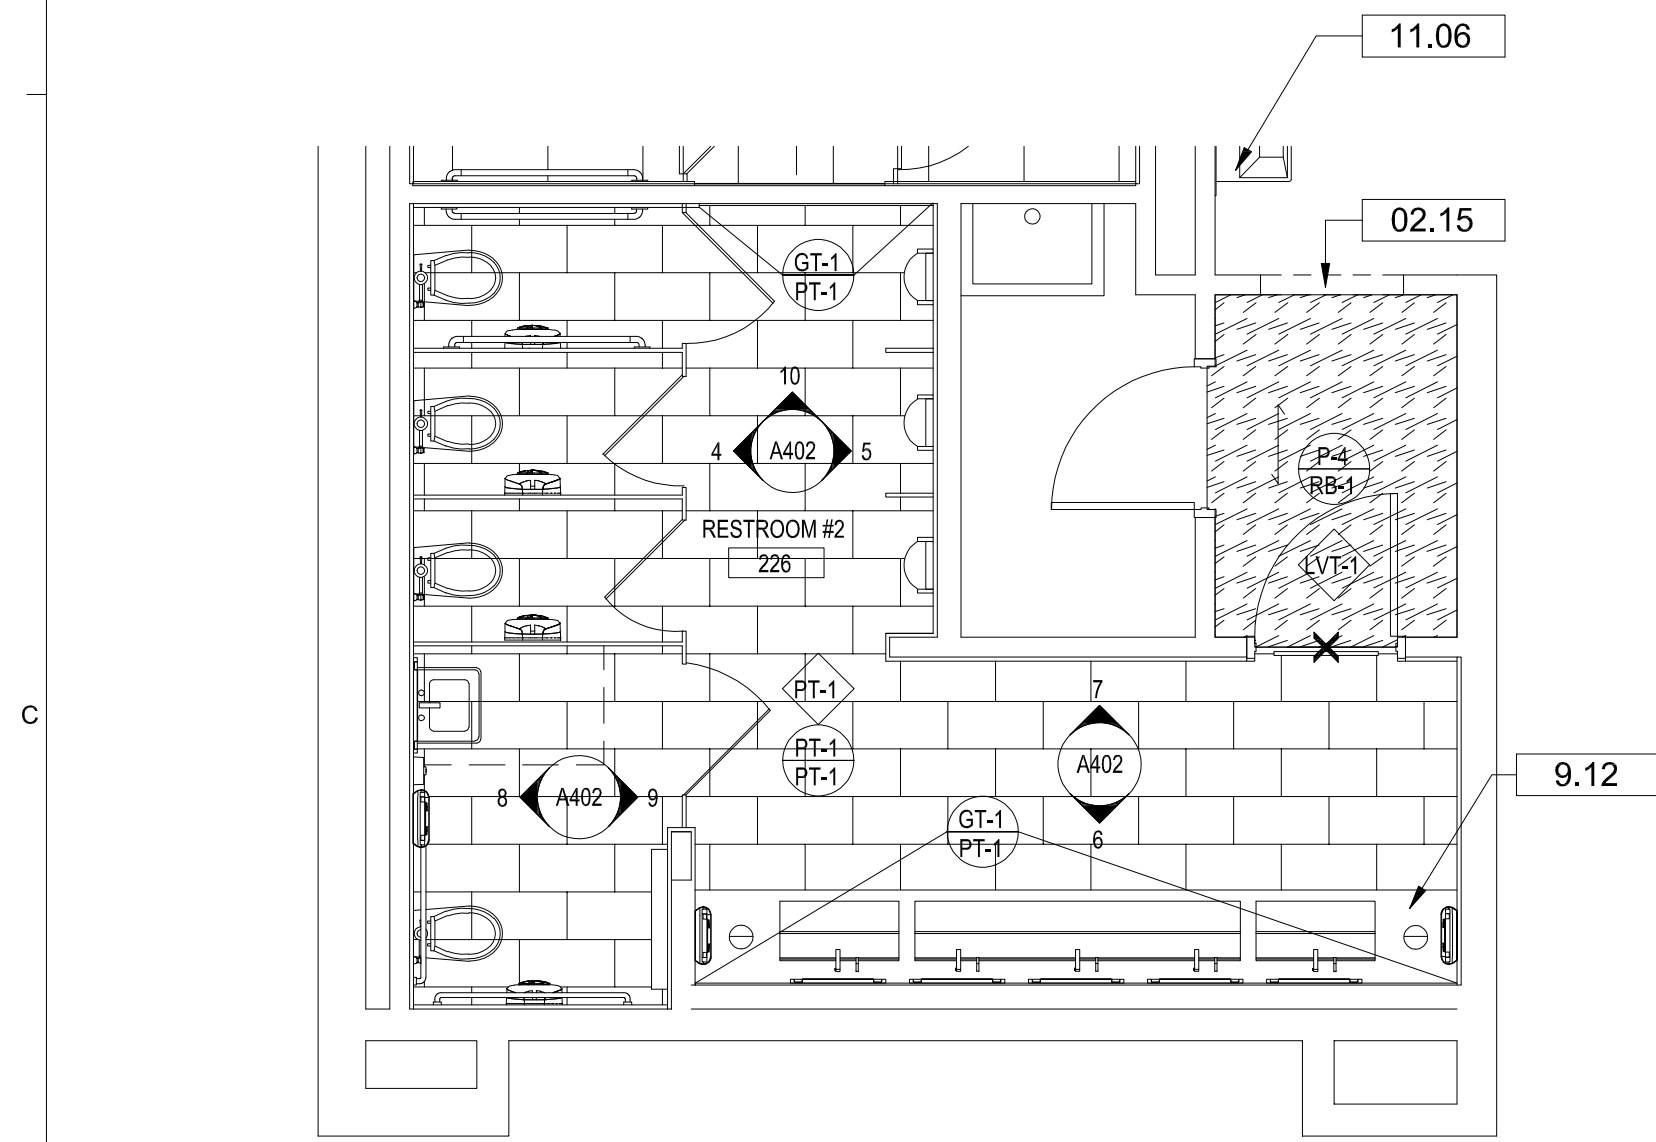 11.06
02.15
GT-1
PT-1
10
4
A402
5
P-4
RB-1
RESTROOM #2
226
LVT-1
PT-1
7
C
PT-1
PT-1
A402
9.12
8
A402
9
GT-1
PT-1
6